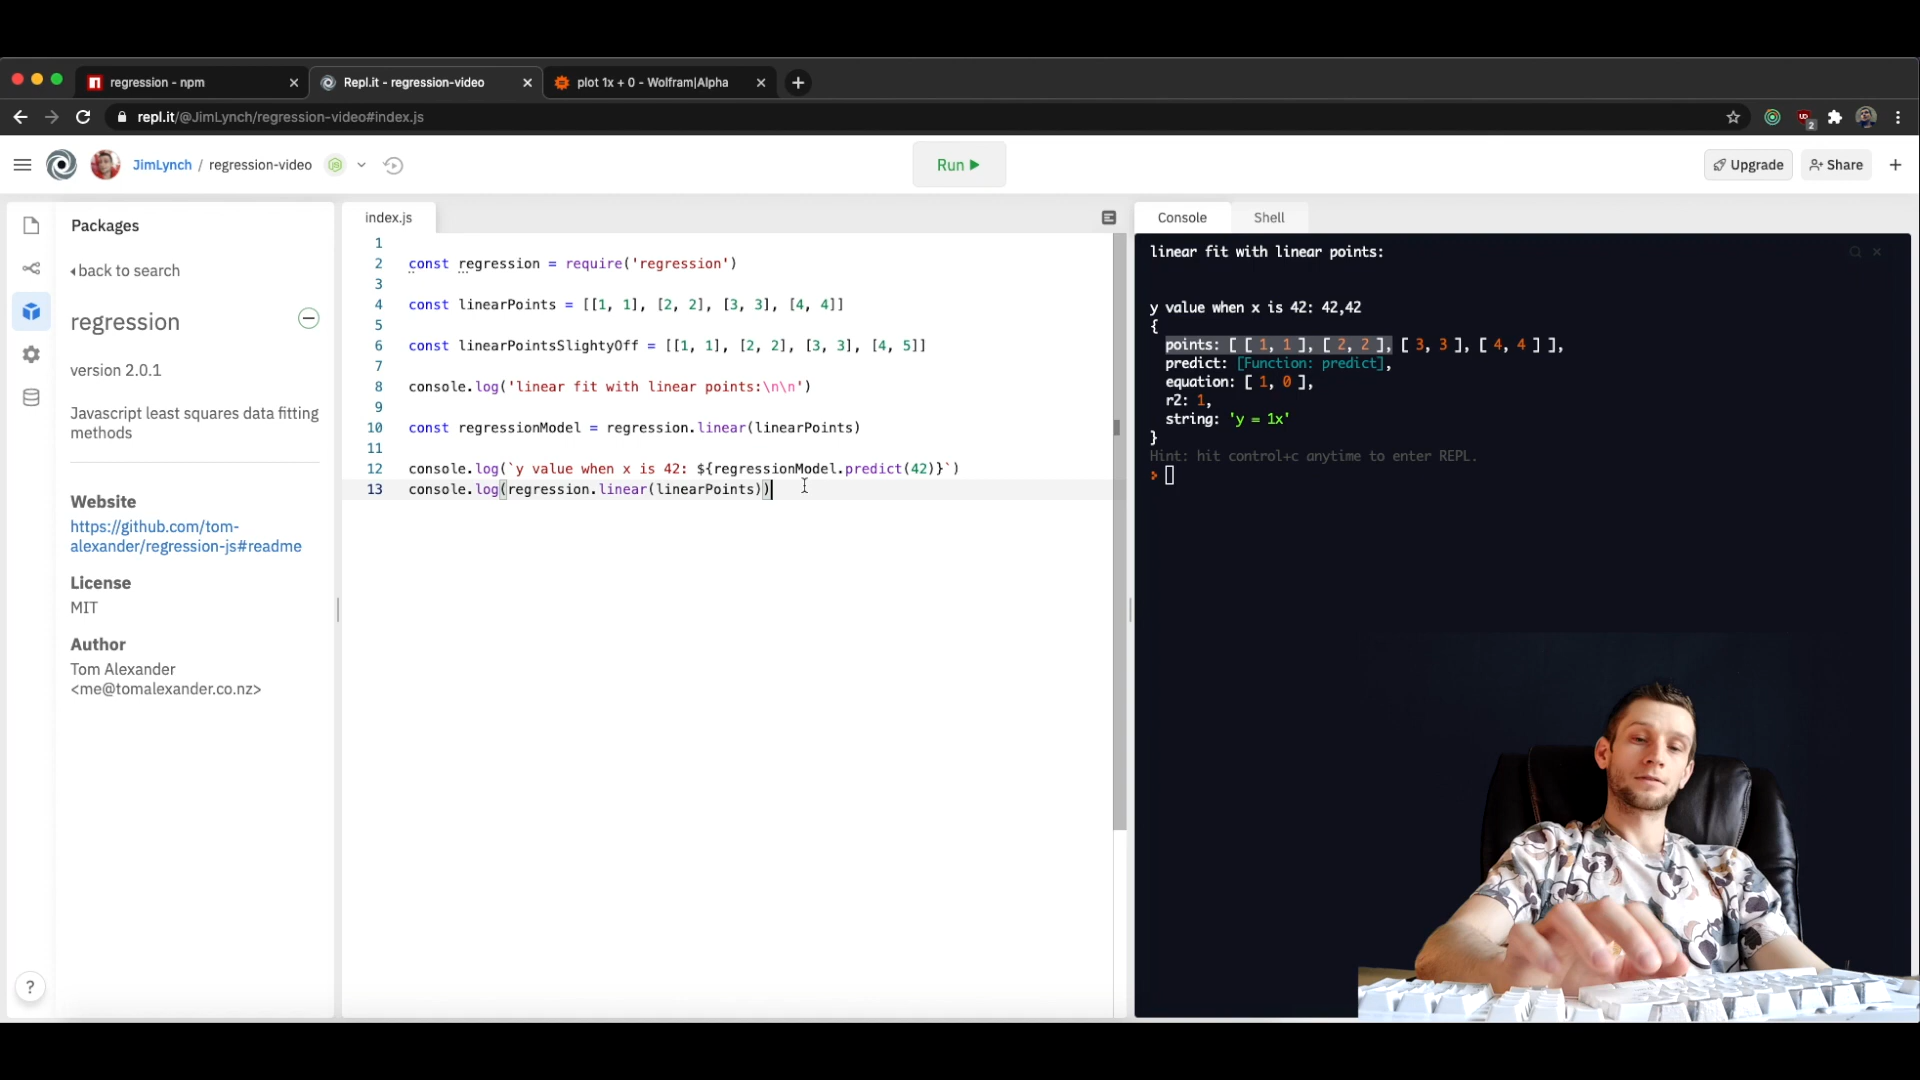 regression - npm
Repl.it - regression-video
plot 1x + 0 - Wolfram|Alpha
repl.it/@JimLynch/regression-video#index.js
UD
2
JimLynch / regression-video
Run
Upgrade
Share
Packages
back to search
regression
version 2.0.1
Javascript least squares data fitting
methods
Website
https://github.com/tom-
alexander/regression-js#readme
License
MIT
Author
Tom Alexander
<me@tomalexander.co.nz>
?
index.js
1
2 const regression = require('regression')
3
4 const linearPoints = [[1, 1], [2, 2], [3, 3], [4, 4]]
5
6 const linearPointsSlightyOff = [[1, 1], [2, 2], [3, 3], [4, 5]]
7
8 console.log('linear fit with linear points:\n\n')
9
10 const regressionModel = regression.linear(linearPoints)
11
12 console.log(`y value when x is 42: ${regressionModel.predict(42)}`)
13 console.log(regression.linear(linearPoints))
Console
Shell
linear fit with linear points:
y value when x is 42: 42,42
{
points: [ [ 1, 1 ], [ 2, 2 ], [ 3, 3 ], [ 4, 4 ] ],
predict: [Function: predict],
equation: [ 1, 0 ],
r2: 1,
string: 'y = 1x'
}
Hint: hit control+c anytime to enter REPL.